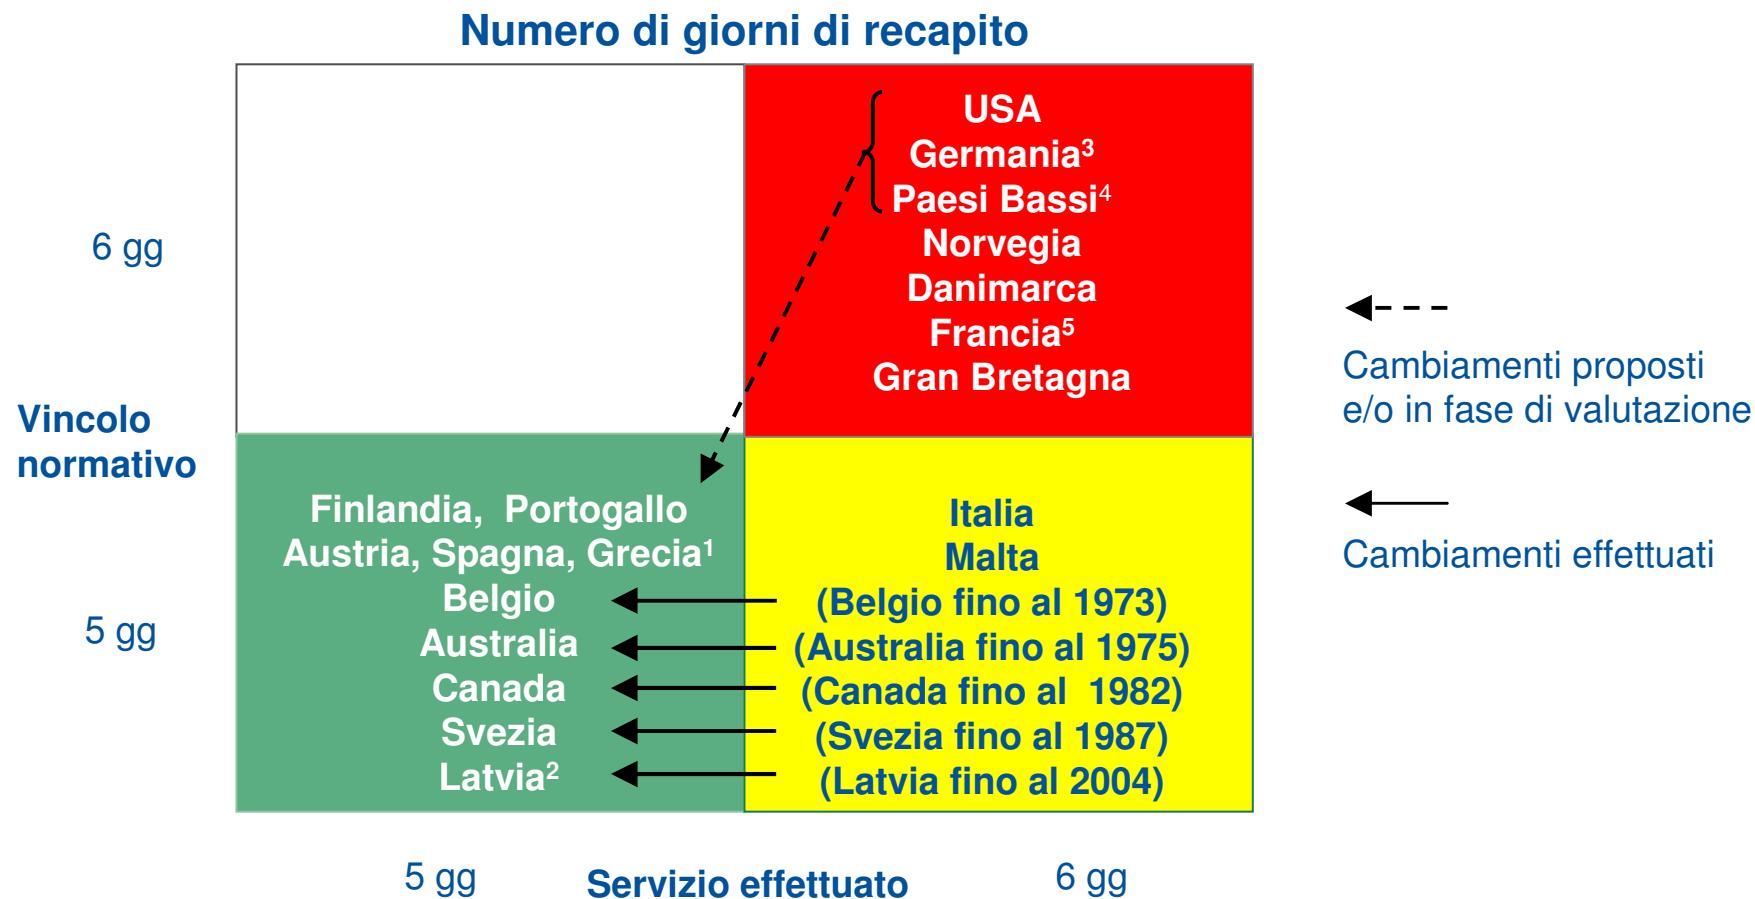 Numero di giorni di recapito
USA
Germania³
Paesi Bassi⁴
Norvegia
Danimarca
Francia⁵
Gran Bretagna
6 gg
Vincolo
normativo
5 gg
Finlandia, Portogallo
Austria, Spagna, Grecia¹
Belgio
Australia
Canada
Svezia
Latvia²
Italia
Malta
(Belgio fino al 1973)
(Australia fino al 1975)
(Canada fino al 1982)
(Svezia fino al 1987)
(Latvia fino al 2004)
5 gg
Servizio effettuato
6 gg
Cambiamenti proposti
e/o in fase di valutazione
Cambiamenti effettuati